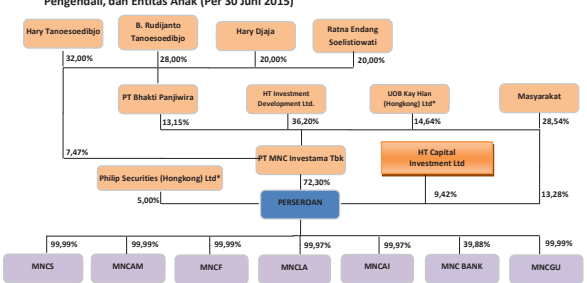 Pengendali, dan Entitas Anak (Per 30 Juni 2015)
Hary Tanoesoedibjo
B. Rudijanto
Tanoesoedibjo
Hary Djaja
Ratna Endang
Soelistiowati
32,00%
28,00%
20,00%
20,00%
PT Bhakti Panjiwira
HT Investment
Development Ltd.
UOB Kay Hian
(Hongkong) Ltd*
Masyarakat
13,15%
36,20%
14,64%
28,54%
7,47%
PT MNC Investama Tbk
HT Capital
Investment Ltd
Philip Securities (Hongkong) Ltd*
72,30%
9,42%
13,28%
5,00%
PERSEROAN
99,99%
99,99%
99,99%
99,97%
99,97%
39,88%
99,99%
MNCS
MNCAM
MNCF
MNCLA
MNCAI
MNC BANK
MNCGU